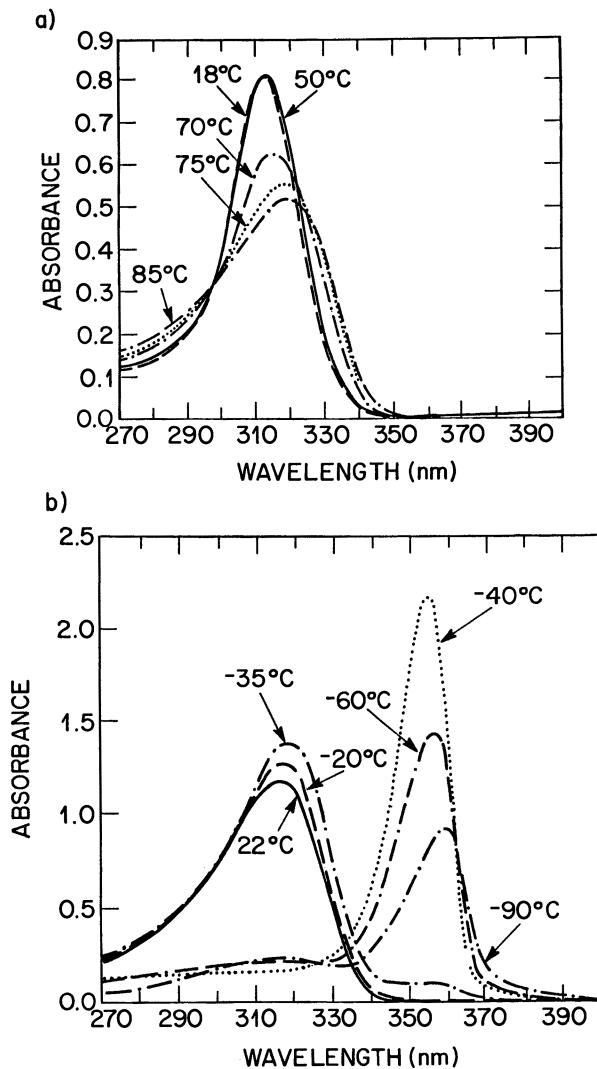 a)
0.9
0.8
0.7
0.6
0.5
0.4
0.3
0.2
0.1
0.0
ABSORBANCE
18°C
50°C
70°C
75°C
85°C
270 290 310 330 350 370 390
WAVELENGTH (nm)
b)
2.5
2.0
1.5
1.0
0.5
0.0
ABSORBANCE
-40°C
-35°C
-60°C
-20°C
22°C
-90°C
270 290 310 330 350 370 390
WAVELENGTH (nm)